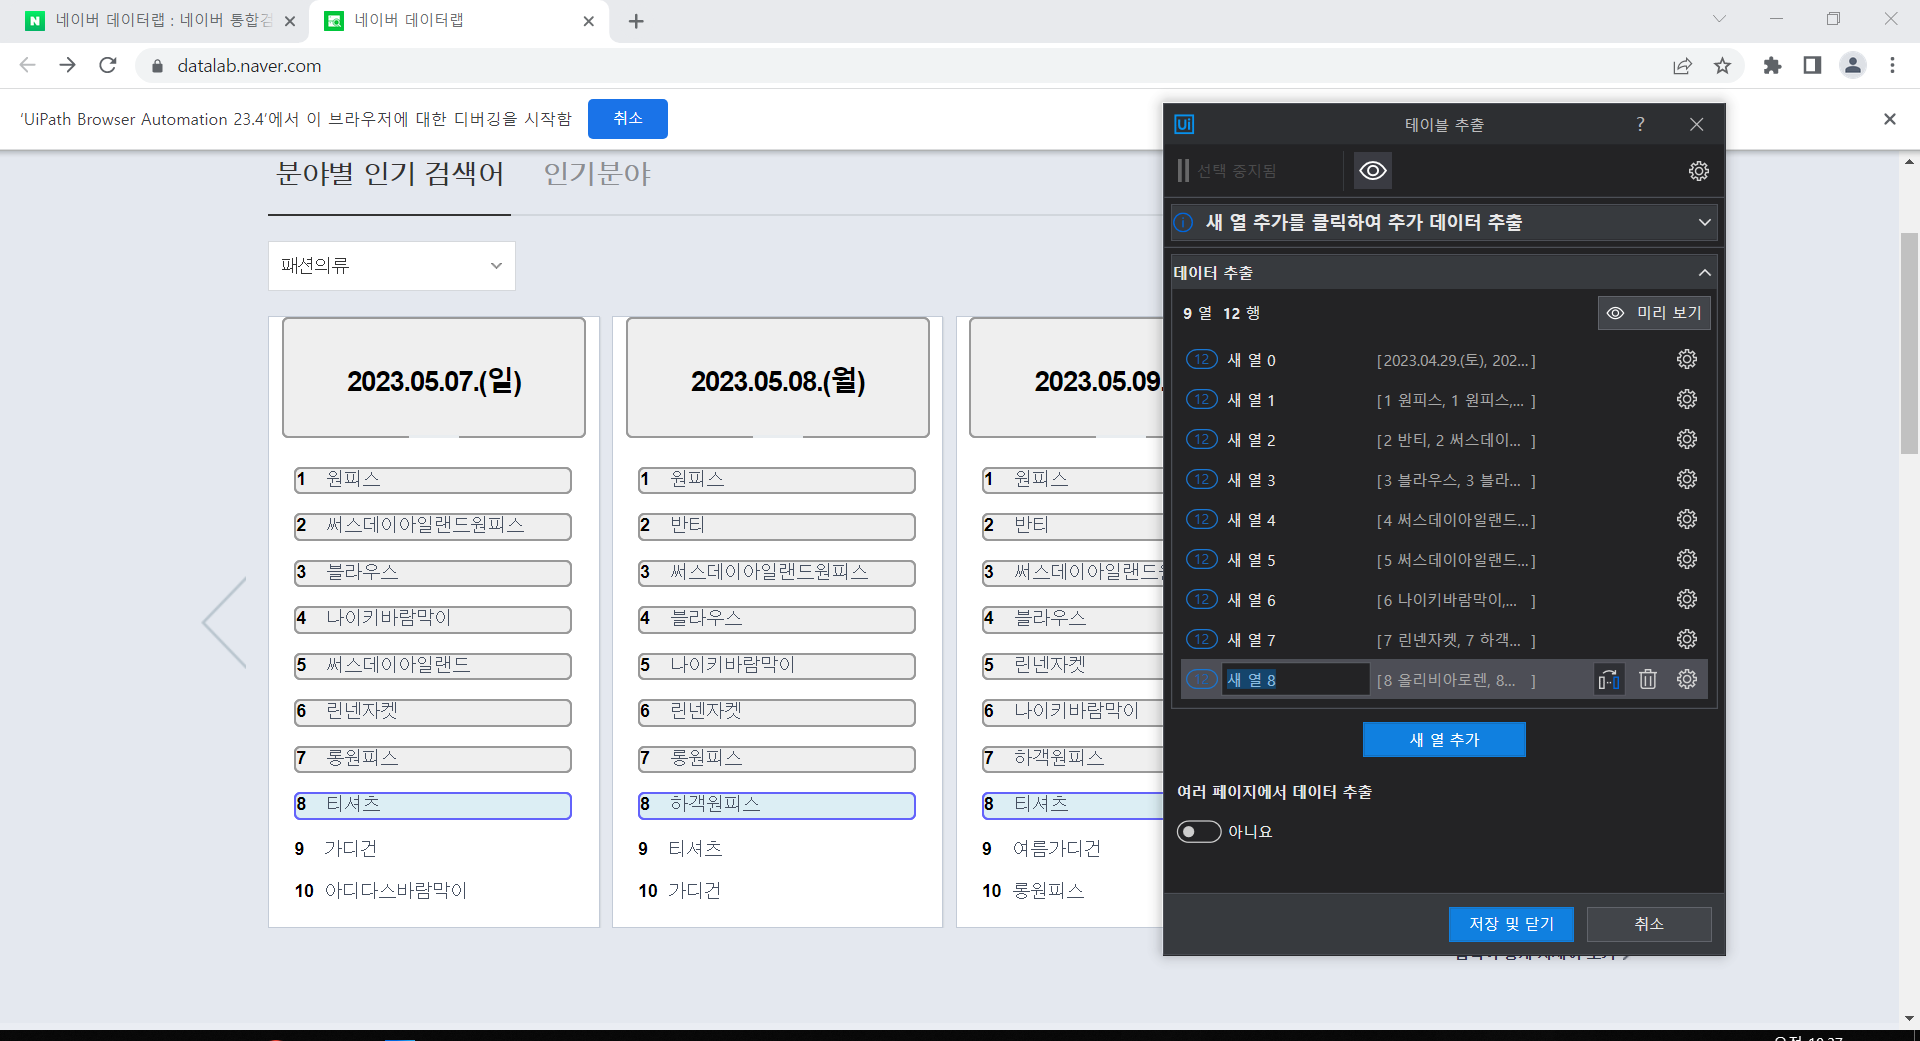 네이버 데이터랩 : 네이버 통합검
네이버 데이터랩
datalab.naver.com
'UiPath Browser Automation 23.4'에서 이 브라우저에 대한 디버깅을 시작함
취소
분야별 인기 검색어
인기분야
패션의류
2023.05.07.(일)
1 원피스
2 써스데이아일랜드원피스
3 블라우스
4 나이키바람막이
5 써스데이아일랜드
6 린넨자켓
7 롱원피스
8 티셔츠
9 가디건
10 아디다스바람막이
2023.05.08.(월)
1 원피스
2 반티
3 써스데이아일랜드원피스
4 블라우스
5 나이키바람막이
6 린넨자켓
7 롱원피스
8 하객원피스
9 티셔츠
10 가디건
2023.05.09.
1 원피스
2 반티
3 써스데이아일랜드
4 블라우스
5 린넨자켓
6 나이키바람막이
7 하객원피스
8 티셔츠
9 여름가디건
10 롱원피스
Ui
테이블 추출
?
선택 중지됨
새 열 추가를 클릭하여 추가 데이터 추출
데이터 추출
9 열 12 행
미리 보기
12 새 열 0 [2023.04.29.(토), 202...]
12 새 열 1 [1 원피스, 1 원피스,... ]
12 새 열 2 [2 반티, 2 써스데이... ]
12 새 열 3 [3 블라우스, 3 블라... ]
12 새 열 4 [4 써스데이아일랜드...]
12 새 열 5 [5 써스데이아일랜드...]
12 새 열 6 [6 나이키바람막이,... ]
12 새 열 7 [7 린넨자켓, 7 하객... ]
12 새 열 8 [8 올리비아로렌, 8... ]
새 열 추가
여러 페이지에서 데이터 추출
아니요
저장 및 닫기
취소